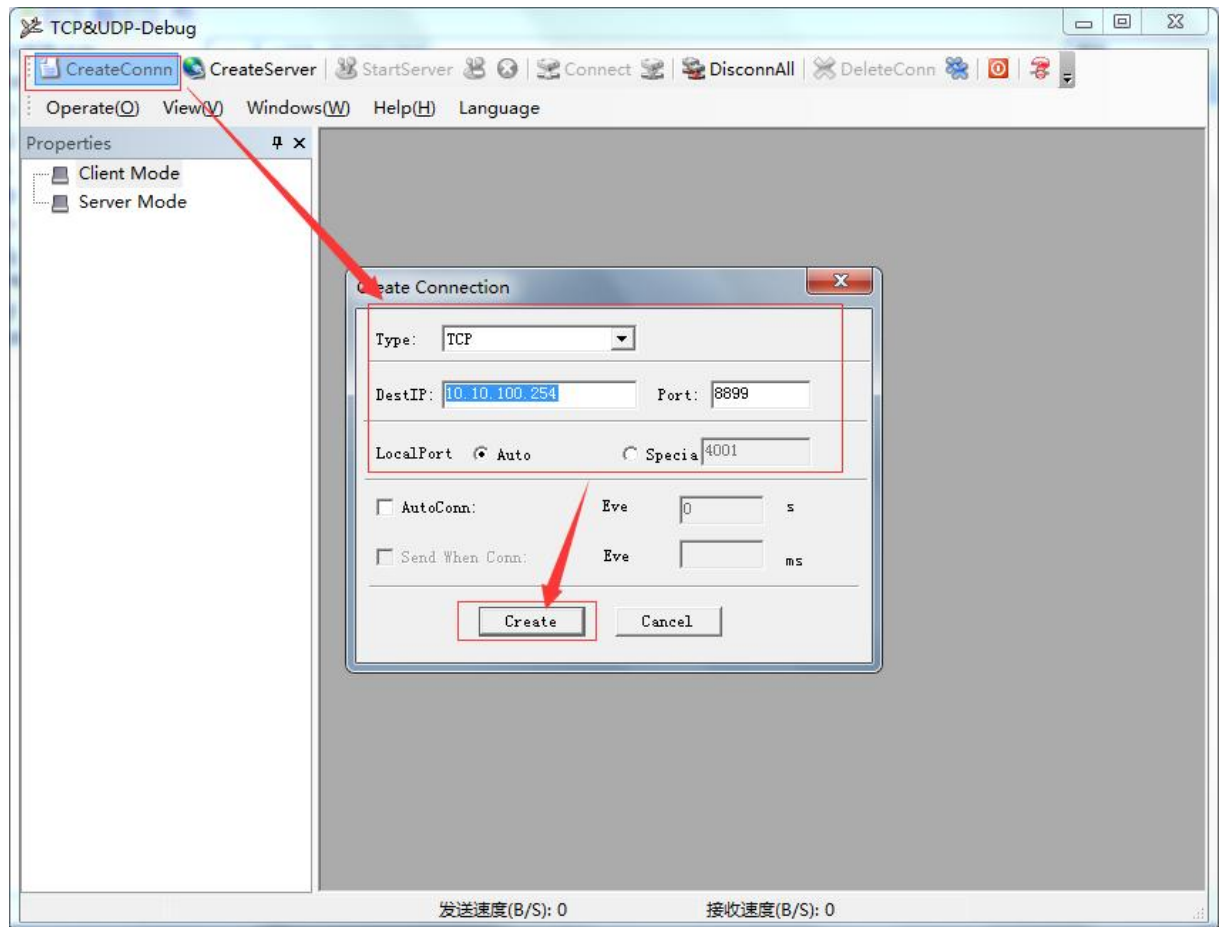 TCP&UDP-Debug
CreateConnn CreateServer StartServer Connect DisconnAll DeleteConn
Operate(O) View(V) Windows(W) Help(H) Language
Properties
Client Mode
Server Mode
Create Connection
Type: TCP
DestIP: 10.10.100.254 Port: 8899
LocalPort Auto Specia 4001
AutoConn: Eve 0 s
Send When Conn: Eve ms
Create Cancel
发送速度(B/S): 0 接收速度(B/S): 0